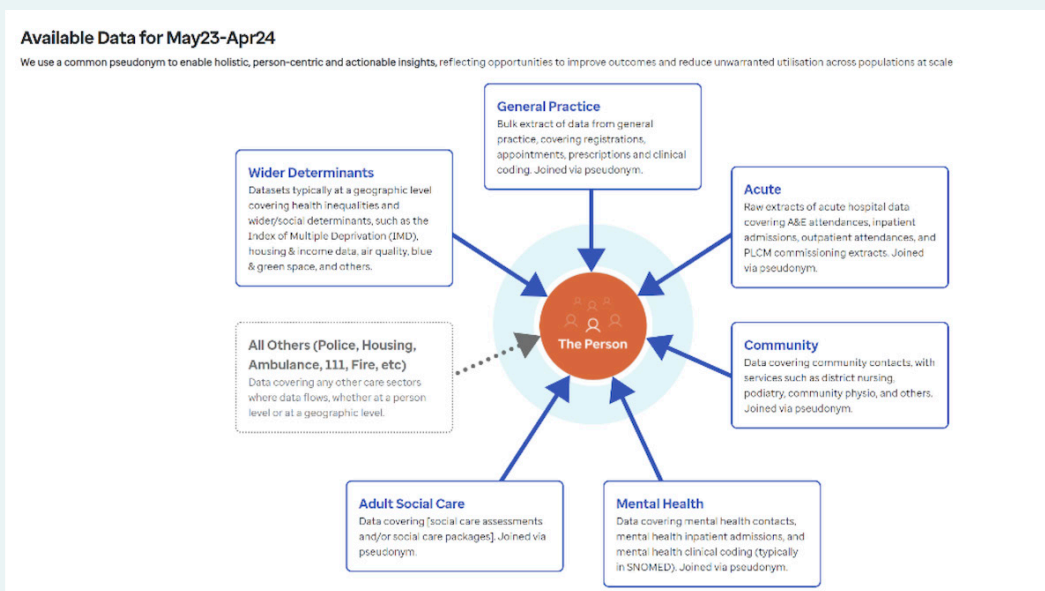 Available Data for May23-Apr24
We use a common pseudonym to enable holistic, person-centric and actionable insights, reflecting opportunities to improve outcomes and reduce unwarranted utilisation across populations at scale
General Practice
Bulk extract of data from general
practice, covering registrations,
appointments, prescriptions and clinical
coding. Joined via pseudonym.
Wider Determinants
Datasets typically at a geographic level
covering health inequalities and
wider/social determinants, such as the
Index of Multiple Deprivation (IMD),
housing & income data, air quality, blue
& green space, and others.
Acute
Raw extracts of acute hospital data
covering A&E attendances, inpatient
admissions, outpatient attendances, and
PLCM commissioning extracts. Joined
via pseudonym.
The Person
All Others (Police, Housing,
Ambulance, 111, Fire, etc)
Data covering any other care sectors
where data flows, whether at a person
level or at a geographic level.
Community
Data covering community contacts, with
services such as district nursing,
podiatry, community physio, and others.
Joined via pseudonym.
Adult Social Care
Data covering [social care assessments
and/or social care packages]. Joined via
pseudonym.
Mental Health
Data covering mental health contacts,
mental health inpatient admissions, and
mental health clinical coding (typically
in SNOMED). Joined via pseudonym.